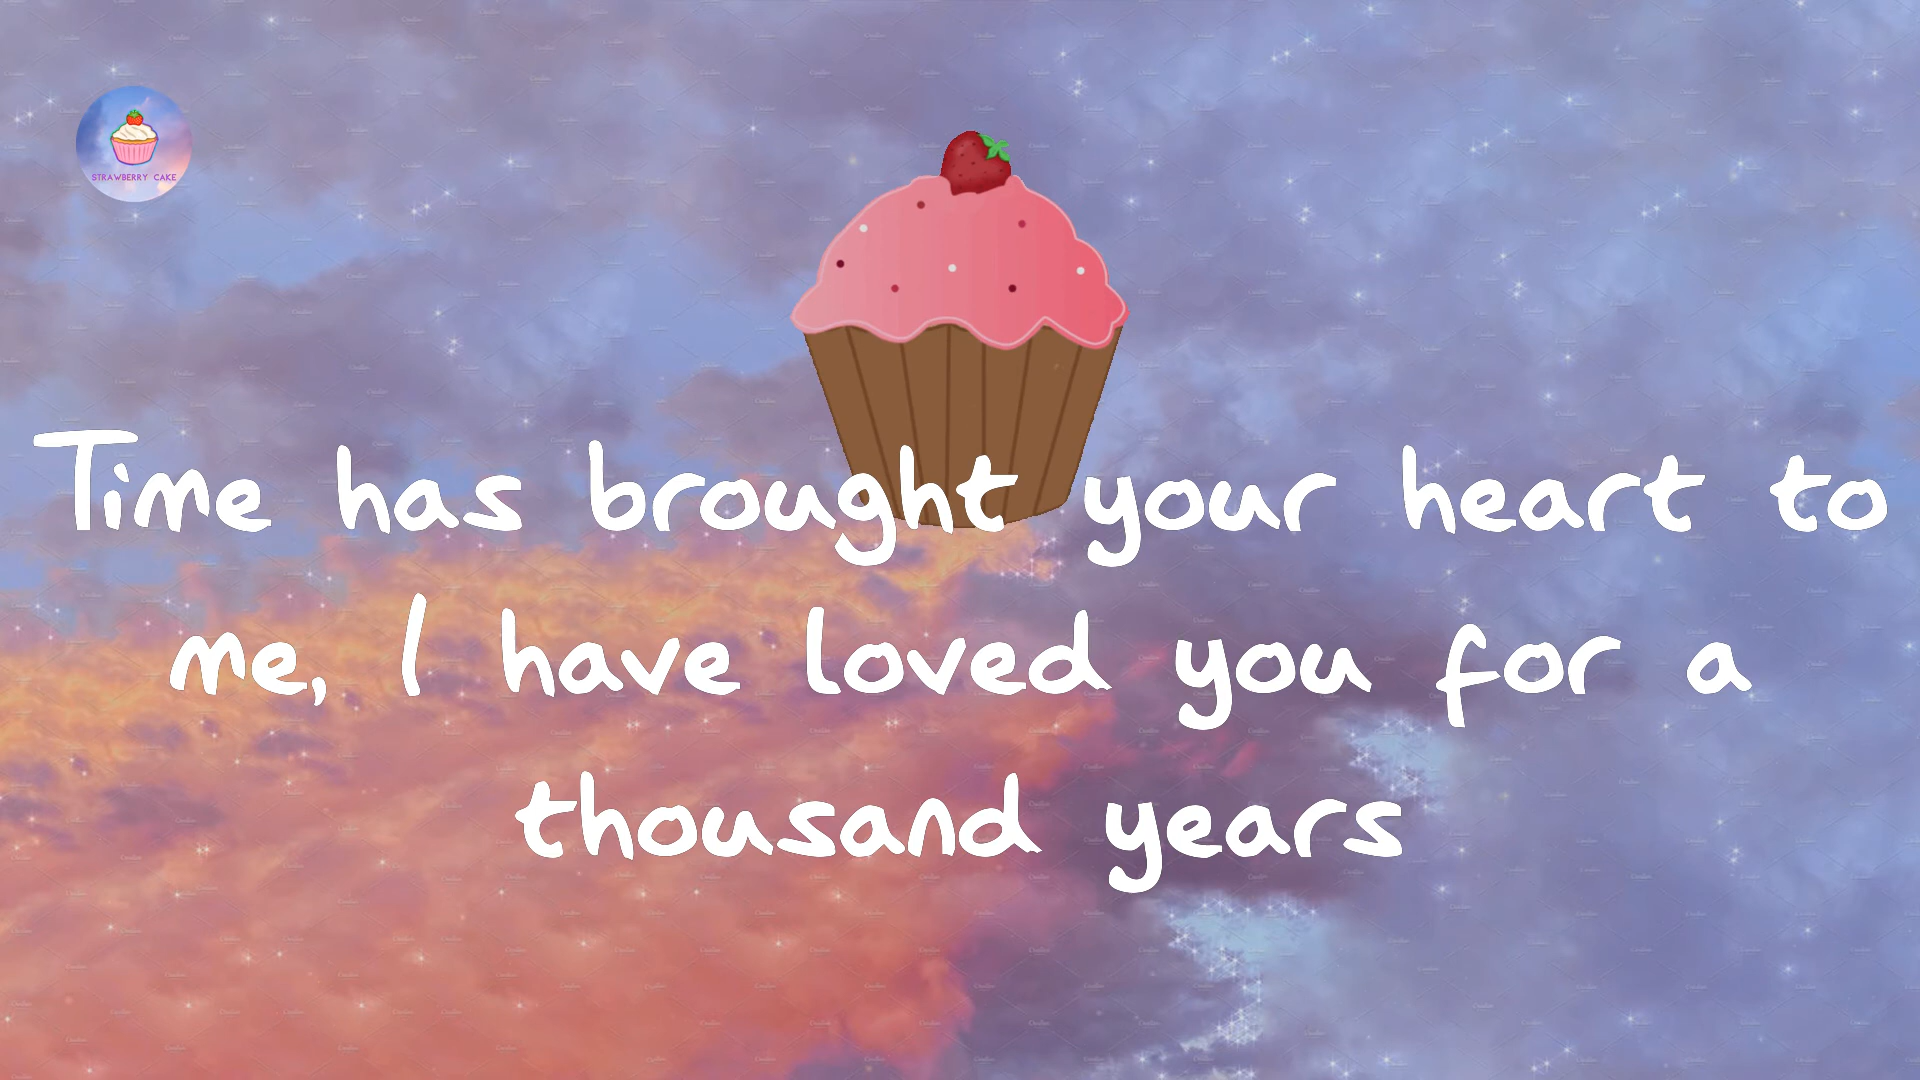 STRAWBERRY CAKE
Time has brought your heart to
me, I have loved you for a
thousand years